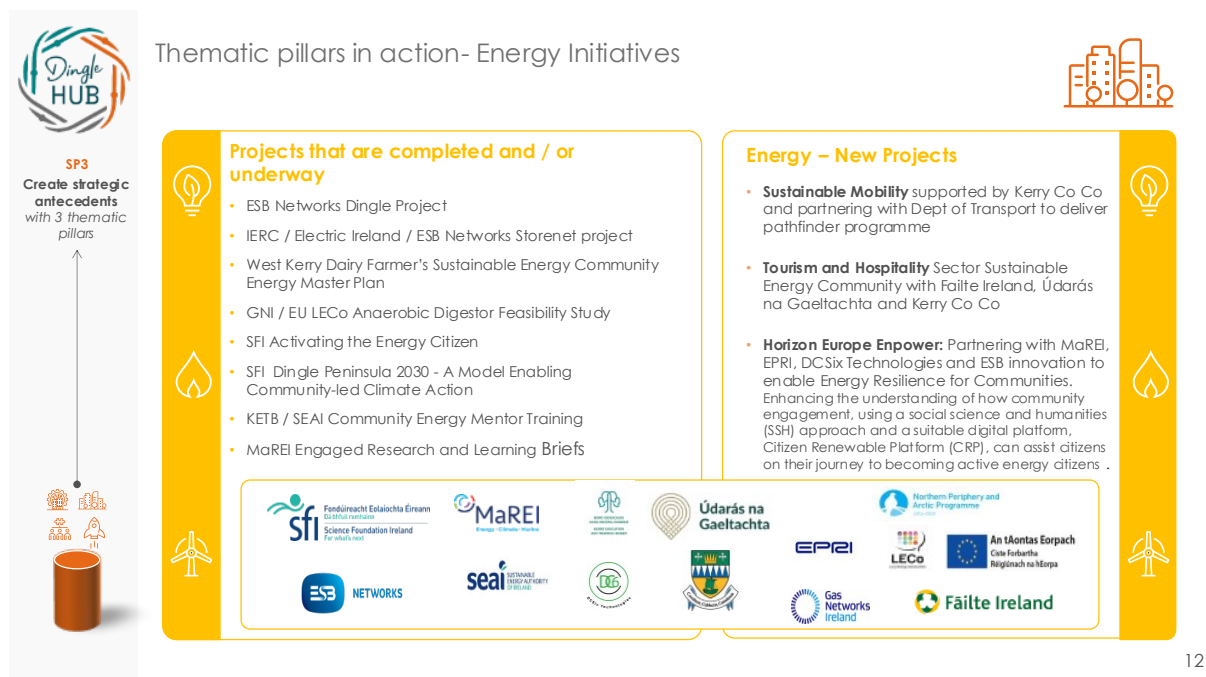 Dingle
HUB
SP3
Create strategic
antecedents
with 3 thematic
pillars
Thematic pillars in action- Energy Initiatives
Projects that are completed and / or
underway
• ESB Networks Dingle Project
• IERC / Electric Ireland / ESB Networks Storenet project
• West Kerry Dairy Farmer's Sustainable Energy Community
Energy Master Plan
• GNI / EU LECo Anaerobic Digestor Feasibility Study
• SFI Activating the Energy Citizen
• SFI Dingle Peninsula 2030 - A Model Enabling
Community-led Climate Action
• KETB / SEAI Community Energy Mentor Training
• MaREI Engaged Research and Learning Briefs
Energy – New Projects
• Sustainable Mobility supported by Kerry Co Co
and partnering with Dept of Transport to deliver
pathfinder programme
• Tourism and Hospitality Sector Sustainable
Energy Community with Failte Ireland, Údarás
na Gaeltachta and Kerry Co Co
• Horizon Europe Enpower: Partnering with MaREI,
EPRI, DCSix Technologies and ESB innovation to
enable Energy Resilience for Communities.
Enhancing the understanding of how community
engagement, using a social science and humanities
(SSH) approach and a suitable digital platform,
Citizen Renewable Platform (CRP), can assist citizens
on their journey to becoming active energy citizens .
sfi
Fondúireacht Eolaíochta Éireann
Dá bhfuil romhainn
Science Foundation Ireland
For what's next
MaREI
Energy · Climate · Marine
Údarás na
Gaeltachta
Northern Periphery and
Arctic Programme
EPRI
LECo
An tAontas Eorpach
Ciste Forbartha
Réigiúnach na hEorpa
ESB
NETWORKS
seai
SUSTAINABLE
ENERGY AUTHORITY
OF IRELAND
DC6
Gas
Networks
Ireland
Fáilte Ireland
12